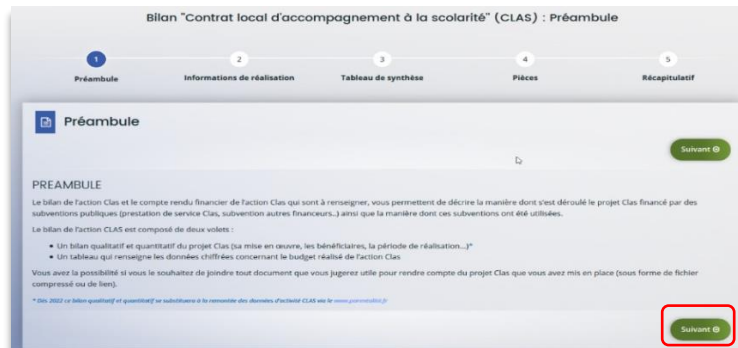 Bilan "Contrat local d'accompagnement à la scolarité" (CLAS) : Préambule
1 2 3 4 5
Préambule Informations de réalisation Tableau de synthèse Pièces Récapitulatif
Préambule
Suivant
PREAMBULE
Le bilan de l'action Clas et le compte rendu financier de l'action Clas qui sont à renseigner, vous permettent de décrire la manière dont s'est déroulé le projet Clas financé par des
subventions publiques (prestation de service Clas, subvention autres financeurs..) ainsi que la manière dont ces subventions ont été utilisées.
Le bilan de l'action CLAS est composé de deux volets :
• Un bilan qualitatif et quantitatif du projet Clas (sa mise en œuvre, les bénéficiaires, la période de réalisation...)*
• Un tableau qui renseigne les données chiffrées concernant le budget réalisé de l'action Clas
Vous avez la possibilité si vous le souhaitez de joindre tout document que vous jugerez utile pour rendre compte du projet Clas que vous avez mis en place (sous forme de fichier
compressé ou de lien).
* Dès 2022 ce bilan qualitatif et quantitatif se substituera à la remontée des données d'activité CLAS via le www.parentalité.fr
Suivant